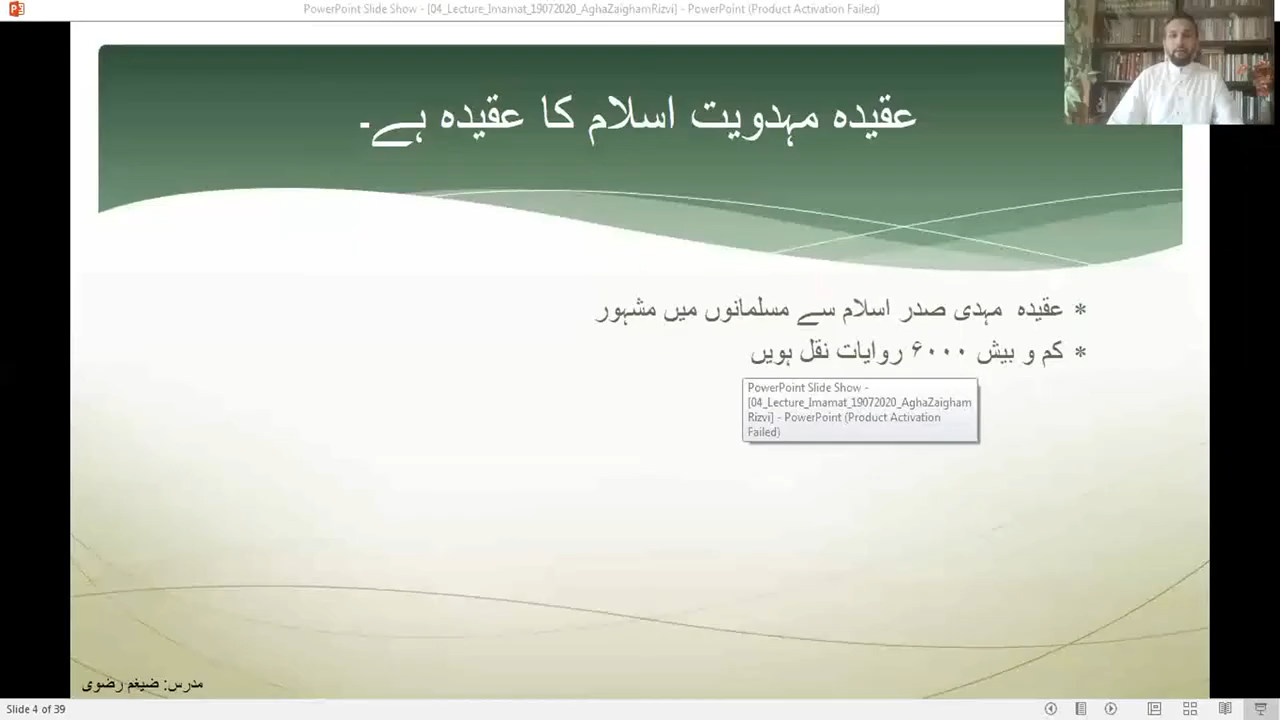 PowerPoint Slide Show - [04_Lecture_Imamat_19072020_AghaZaighamRizvi] - PowerPoint (Product Activation Failed)
عقیدہ مہدویت اسلام کا عقیدہ ہے۔
* عقیدہ مہدی صدر اسلام سے مسلمانوں میں مشہور
* کم و بیش ۶۰۰۰ روایات نقل ہویں
PowerPoint Slide Show -
[04_Lecture_Imamat_19072020_AghaZaigham
Rizvi] - PowerPoint (Product Activation
Failed)
مدرس: ضیغم رضوی
Slide 4 of 39